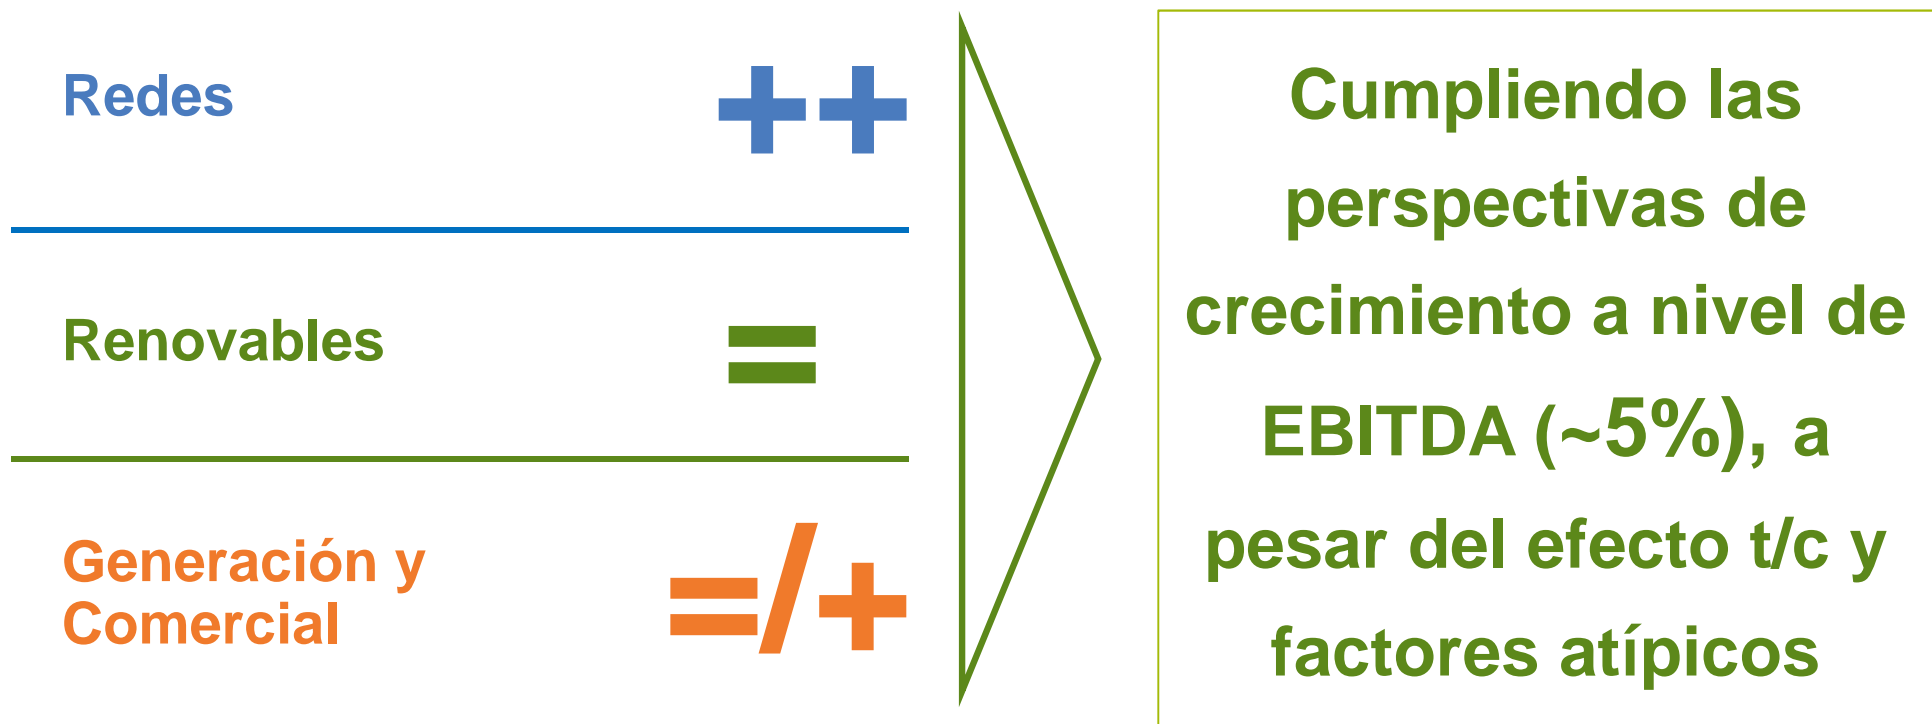 Redes ++
Renovables =
Generación y
Comercial =/+
Cumpliendo las
perspectivas de
crecimiento a nivel de
EBITDA (~5%), a
pesar del efecto t/c y
factores atípicos